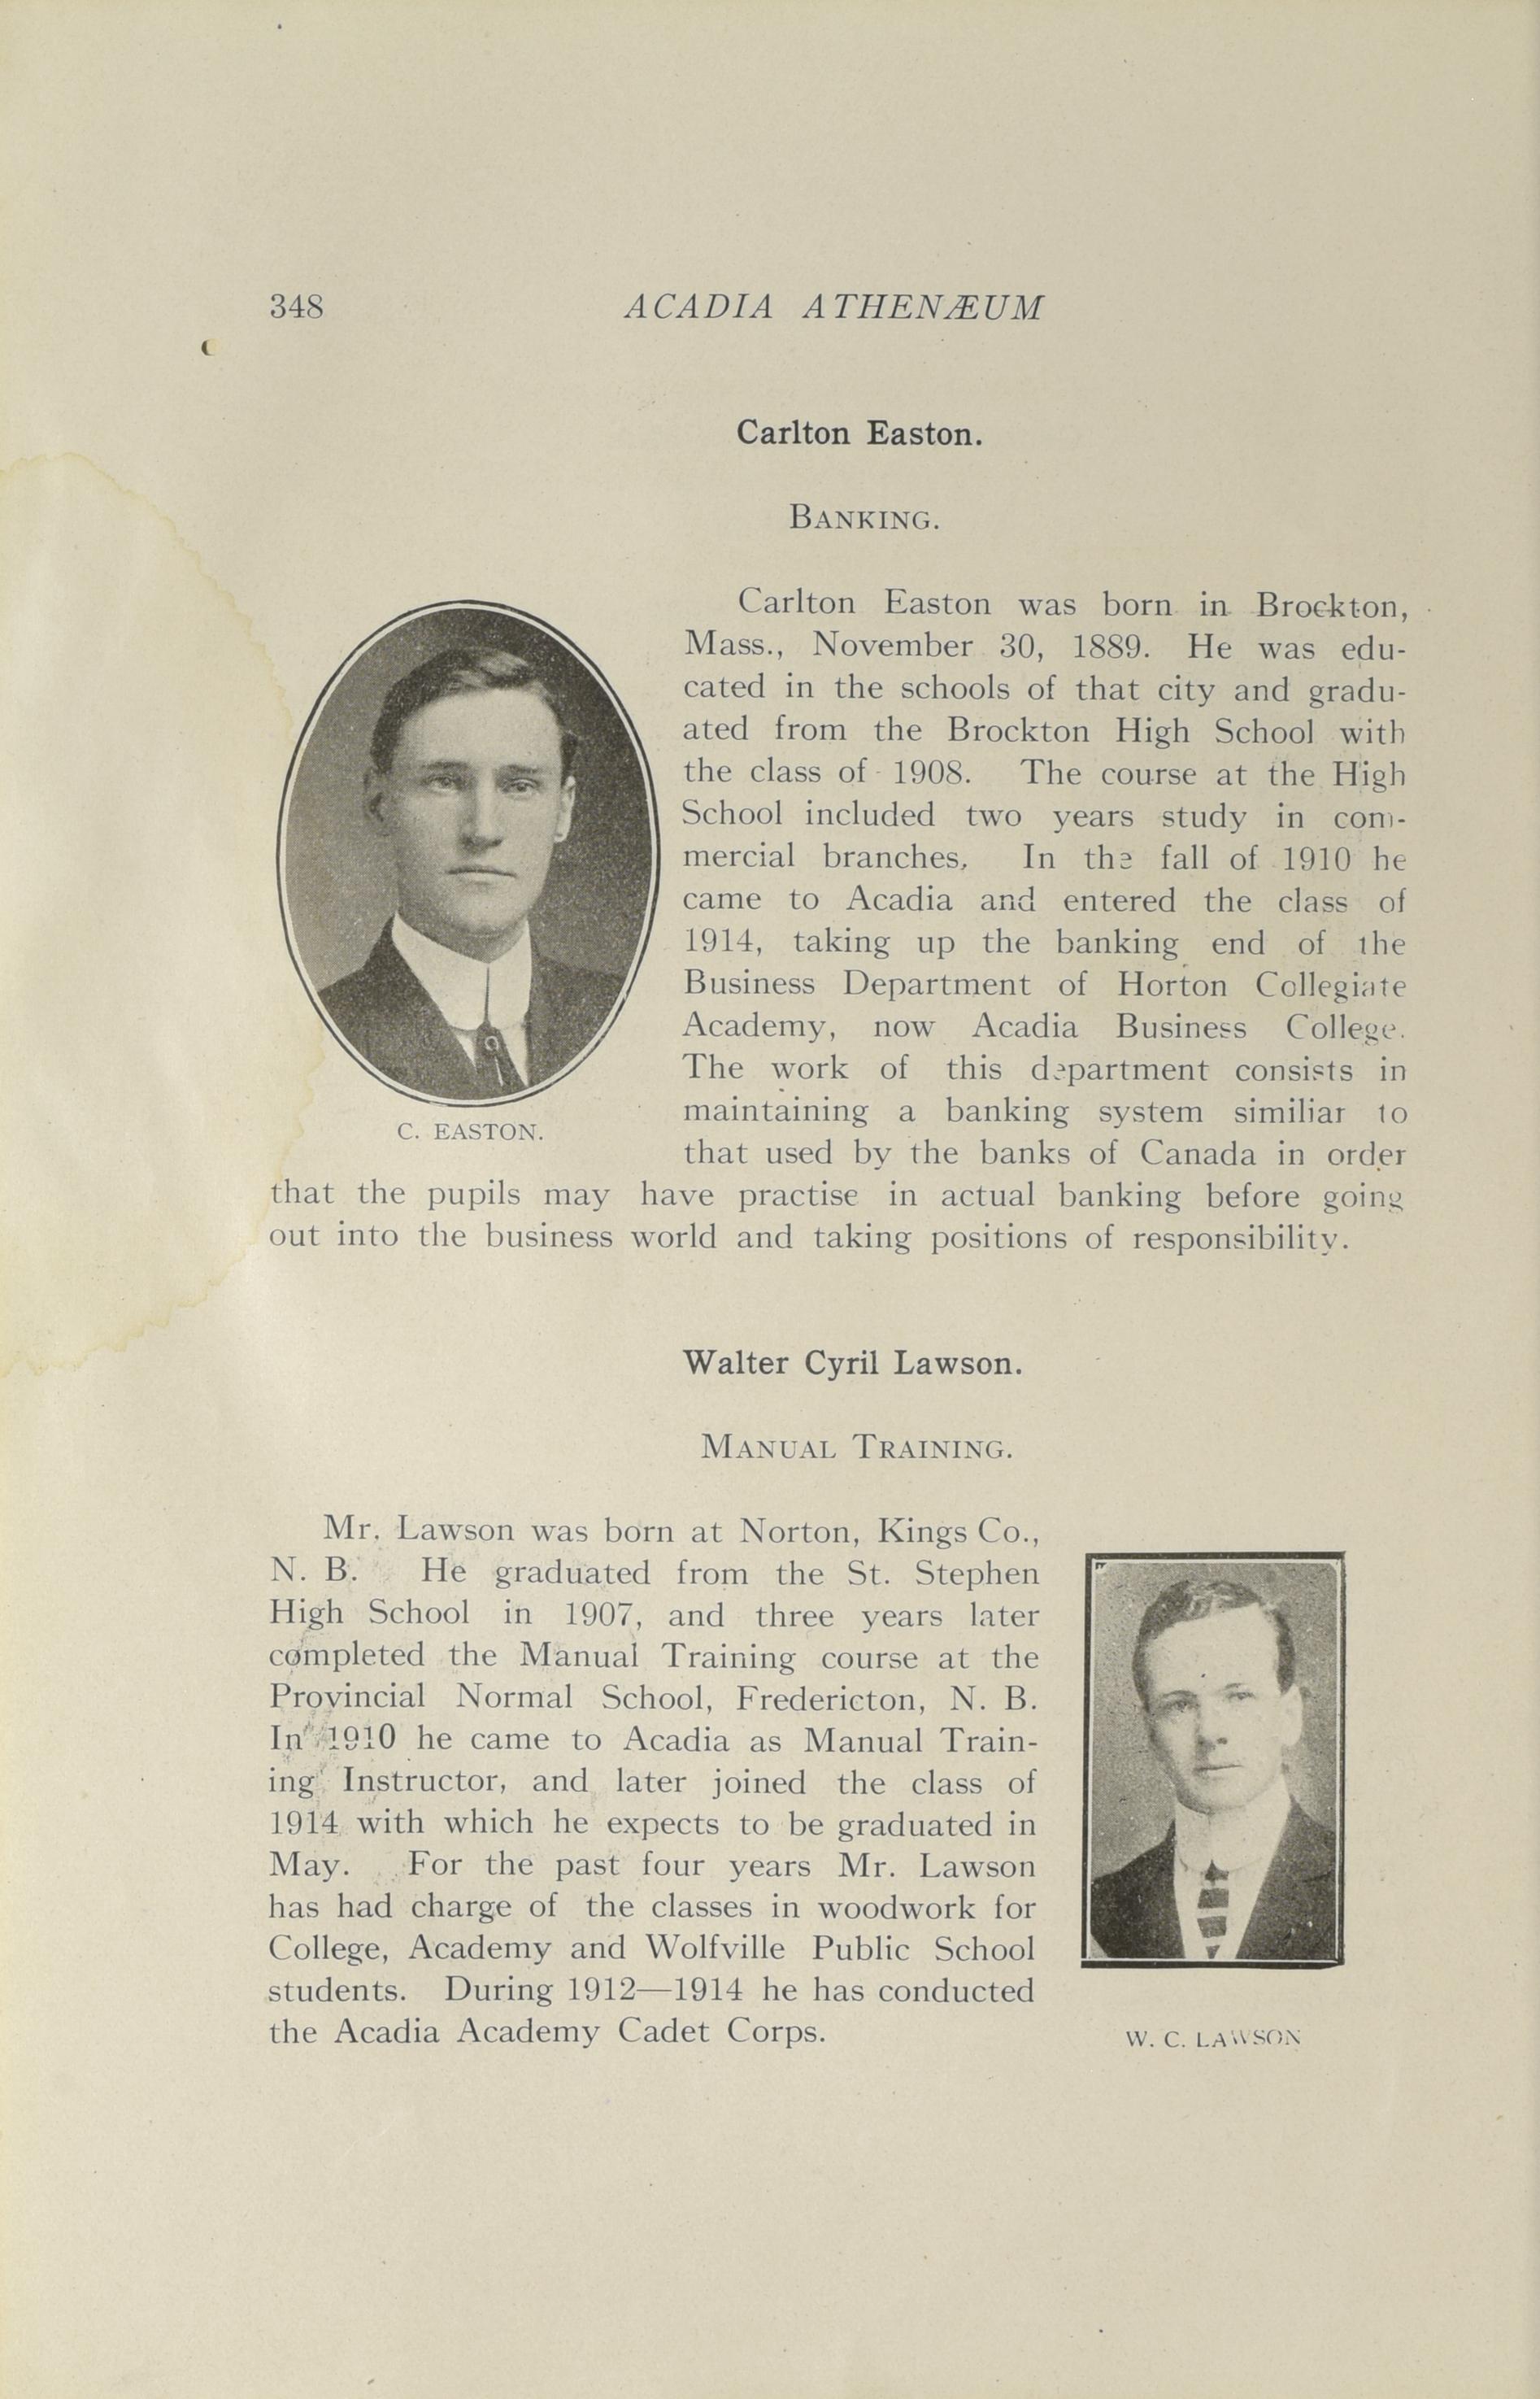 348
ACADIA ATHENÆUM
Carlton Easton.
BANKING.
Carlton Easton was born in Brockton,
Mass., November 30, 1889. He was edu-
cated in the schools of that city and gradu-
ated from the Brockton High School with
the class of 1908. The course at the High
School included two years study in com-
mercial branches. In the fall of 1910 he
came to Acadia and entered the class of
1914, taking up the banking end of the
Business Department of Horton Collegiate
Academy, now Acadia Business College.
The work of this department consists in
maintaining a banking system similiar to
that used by the banks of Canada in order
that the pupils may have practise in actual banking before going
out into the business world and taking positions of responsibility.
C. EASTON.
Walter Cyril Lawson.
MANUAL TRAINING.
Mr. Lawson was born at Norton, Kings Co.,
N. B. He graduated from the St. Stephen
High School in 1907, and three years later
completed the Manual Training course at the
Provincial Normal School, Fredericton, N. B.
In 1910 he came to Acadia as Manual Train-
ing Instructor, and later joined the class of
1914 with which he expects to be graduated in
May. For the past four years Mr. Lawson
has had charge of the classes in woodwork for
College, Academy and Wolfville Public School
students. During 1912—1914 he has conducted
the Acadia Academy Cadet Corps.
W. C. LAWSON